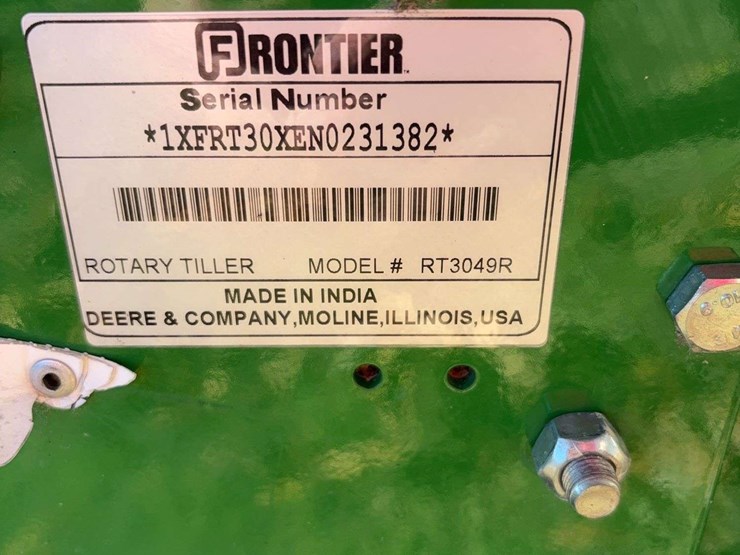 FRONTIER
Serial Number
*1XFRT30XEN0231382*
ROTARY TILLER MODEL # RT3049R
MADE IN INDIA
DEERE & COMPANY,MOLINE,ILLINOIS,USA